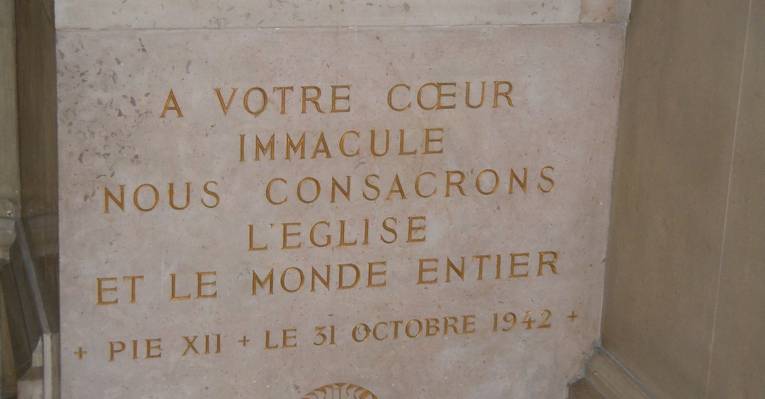 A VOTRE CŒUR
IMMACULE
NOUS CONSACRONS
L'EGLISE
ET LE MONDE ENTIER
+ PIE XII + LE 31 OCTOBRE 1942 +